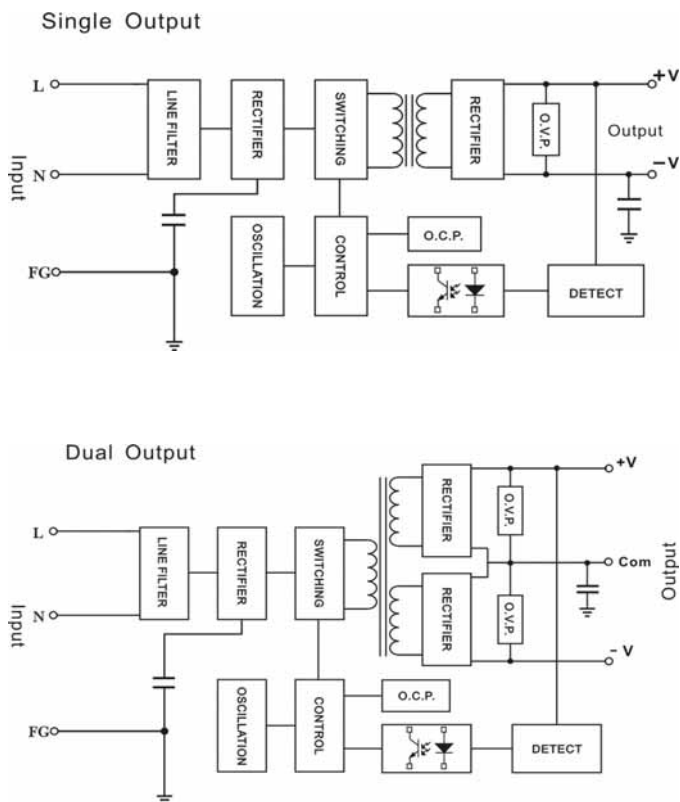 Single Output
L
N
FG
Input
LINE FILTER
RECTIFIER
SWITCHING
RECTIFIER
O.V.P.
+V
Output
−V
OSCILLATION
CONTROL
O.C.P.
DETECT
Dual Output
L
N
FG
Input
LINE FILTER
RECTIFIER
SWITCHING
RECTIFIER
RECTIFIER
O.V.P.
O.V.P.
+V
Com
- V
Output
OSCILLATION
CONTROL
O.C.P.
DETECT